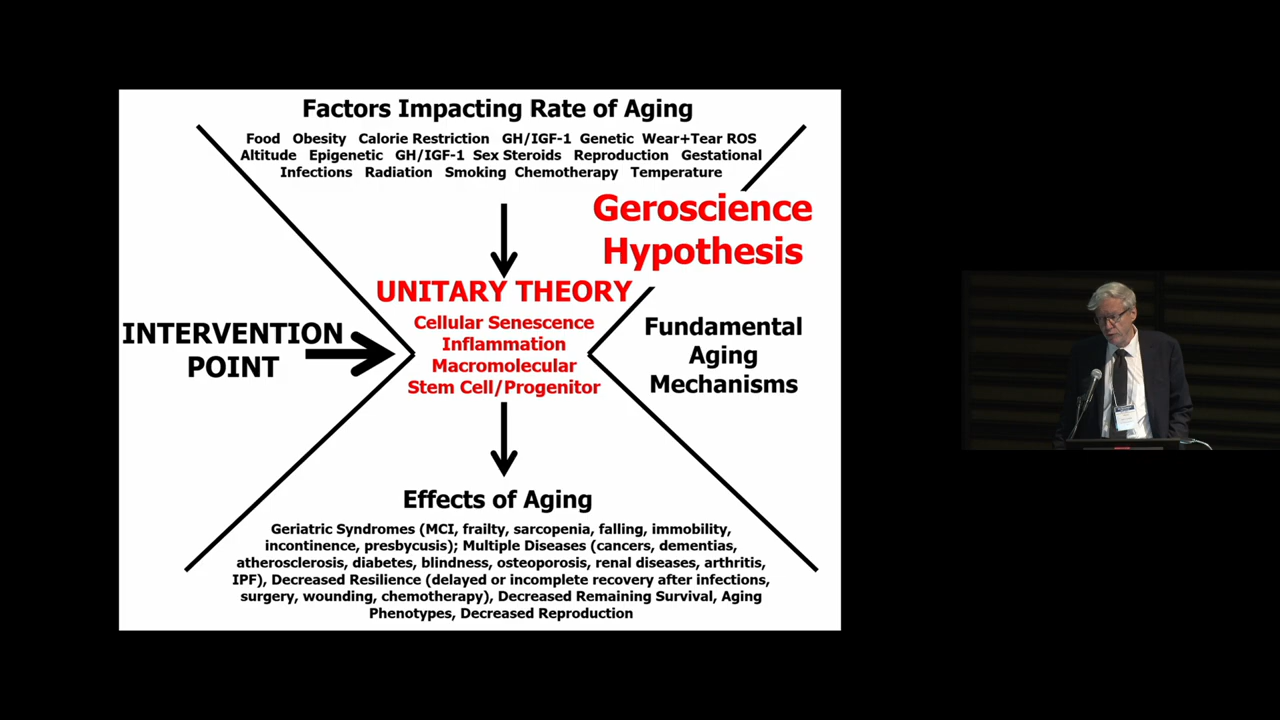 Factors Impacting Rate of Aging
Food Obesity Calorie Restriction GH/IGF-1 Genetic Wear+Tear ROS
Altitude Epigenetic GH/IGF-1 Sex Steroids Reproduction Gestational
Infections Radiation Smoking Chemotherapy Temperature
Geroscience
Hypothesis
UNITARY THEORY
Cellular Senescence
Inflammation
Macromolecular
Stem Cell/Progenitor
INTERVENTION
POINT
Fundamental
Aging
Mechanisms
Effects of Aging
Geriatric Syndromes (MCI, frailty, sarcopenia, falling, immobility,
incontinence, presbycusis); Multiple Diseases (cancers, dementias,
atherosclerosis, diabetes, blindness, osteoporosis, renal diseases, arthritis,
IPF), Decreased Resilience (delayed or incomplete recovery after infections,
surgery, wounding, chemotherapy), Decreased Remaining Survival, Aging
Phenotypes, Decreased Reproduction